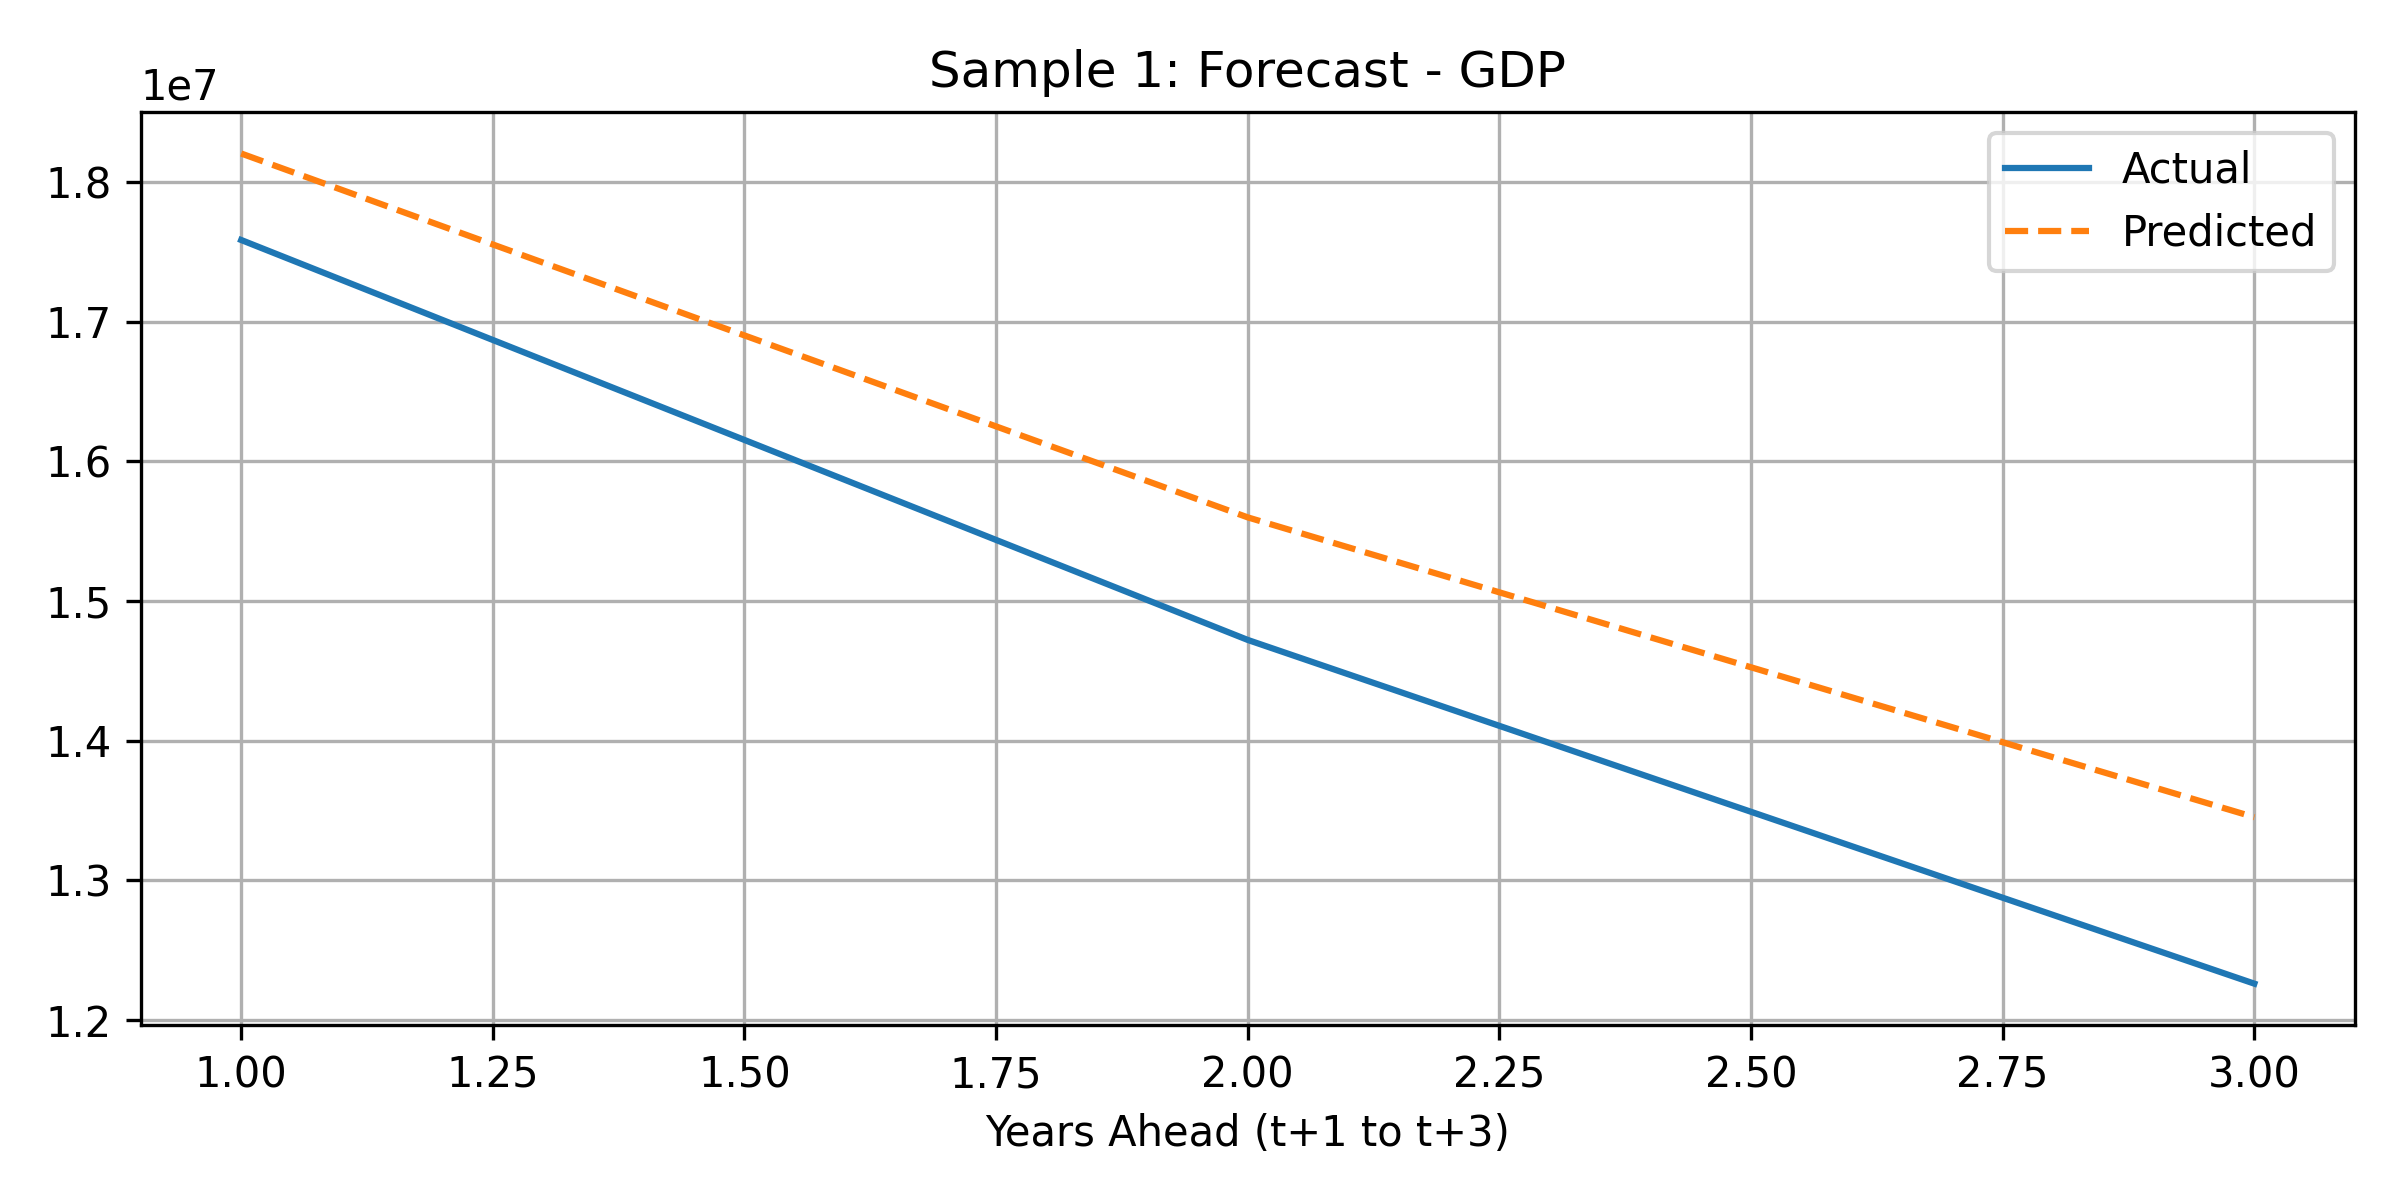 Sample 1: Forecast - GDP
1e7
Actual
Predicted
1.8
1.7
1.6
1.5
1.4
1.3
1.2
1.00 1.25 1.50 1.75 2.00 2.25 2.50 2.75 3.00
Years Ahead (t+1 to t+3)